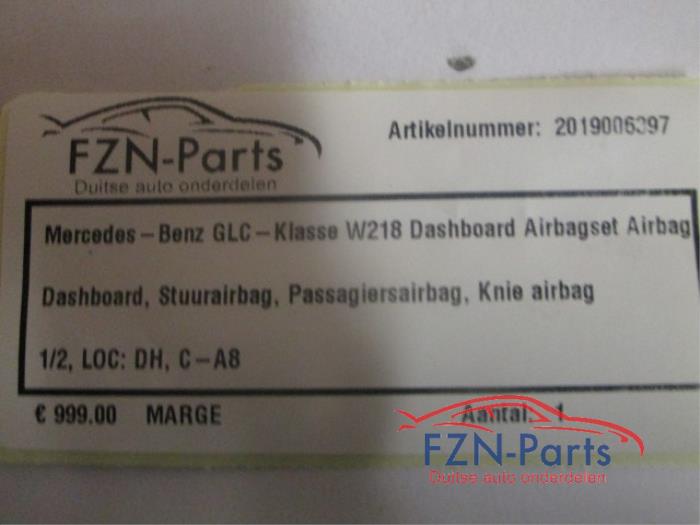 FZN-Parts
Duitse auto onderdelen
Artikelnummer: 2019006397
Mercedes-Benz GLC-Klasse W218 Dashboard Airbagset Airbag
Dashboard, Stuurairbag, Passagiersairbag, Knie airbag
1/2, LOC: DH, C-A8
€ 999.00 MARGE Aantal: 1
FZN-Parts
Duitse auto onderdelen